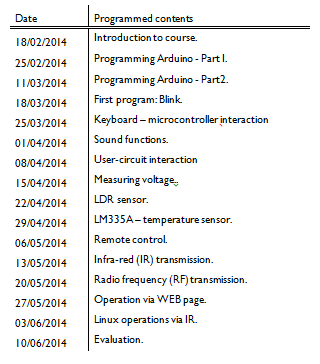 Date Programmed contents
18/02/2014 Introduction to course.
25/02/2014 Programming Arduino - Part I.
11/03/2014 Programming Arduino - Part2.
18/03/2014 First program: Blink.
25/03/2014 Keyboard – microcontroller interaction
01/04/2014 Sound functions.
08/04/2014 User-circuit interaction
15/04/2014 Measuring voltage.
22/04/2014 LDR sensor.
29/04/2014 LM335A – temperature sensor.
06/05/2014 Remote control.
13/05/2014 Infra-red (IR) transmission.
20/05/2014 Radio frequency (RF) transmission.
27/05/2014 Operation via WEB page.
03/06/2014 Linux operations via IR.
10/06/2014 Evaluation.